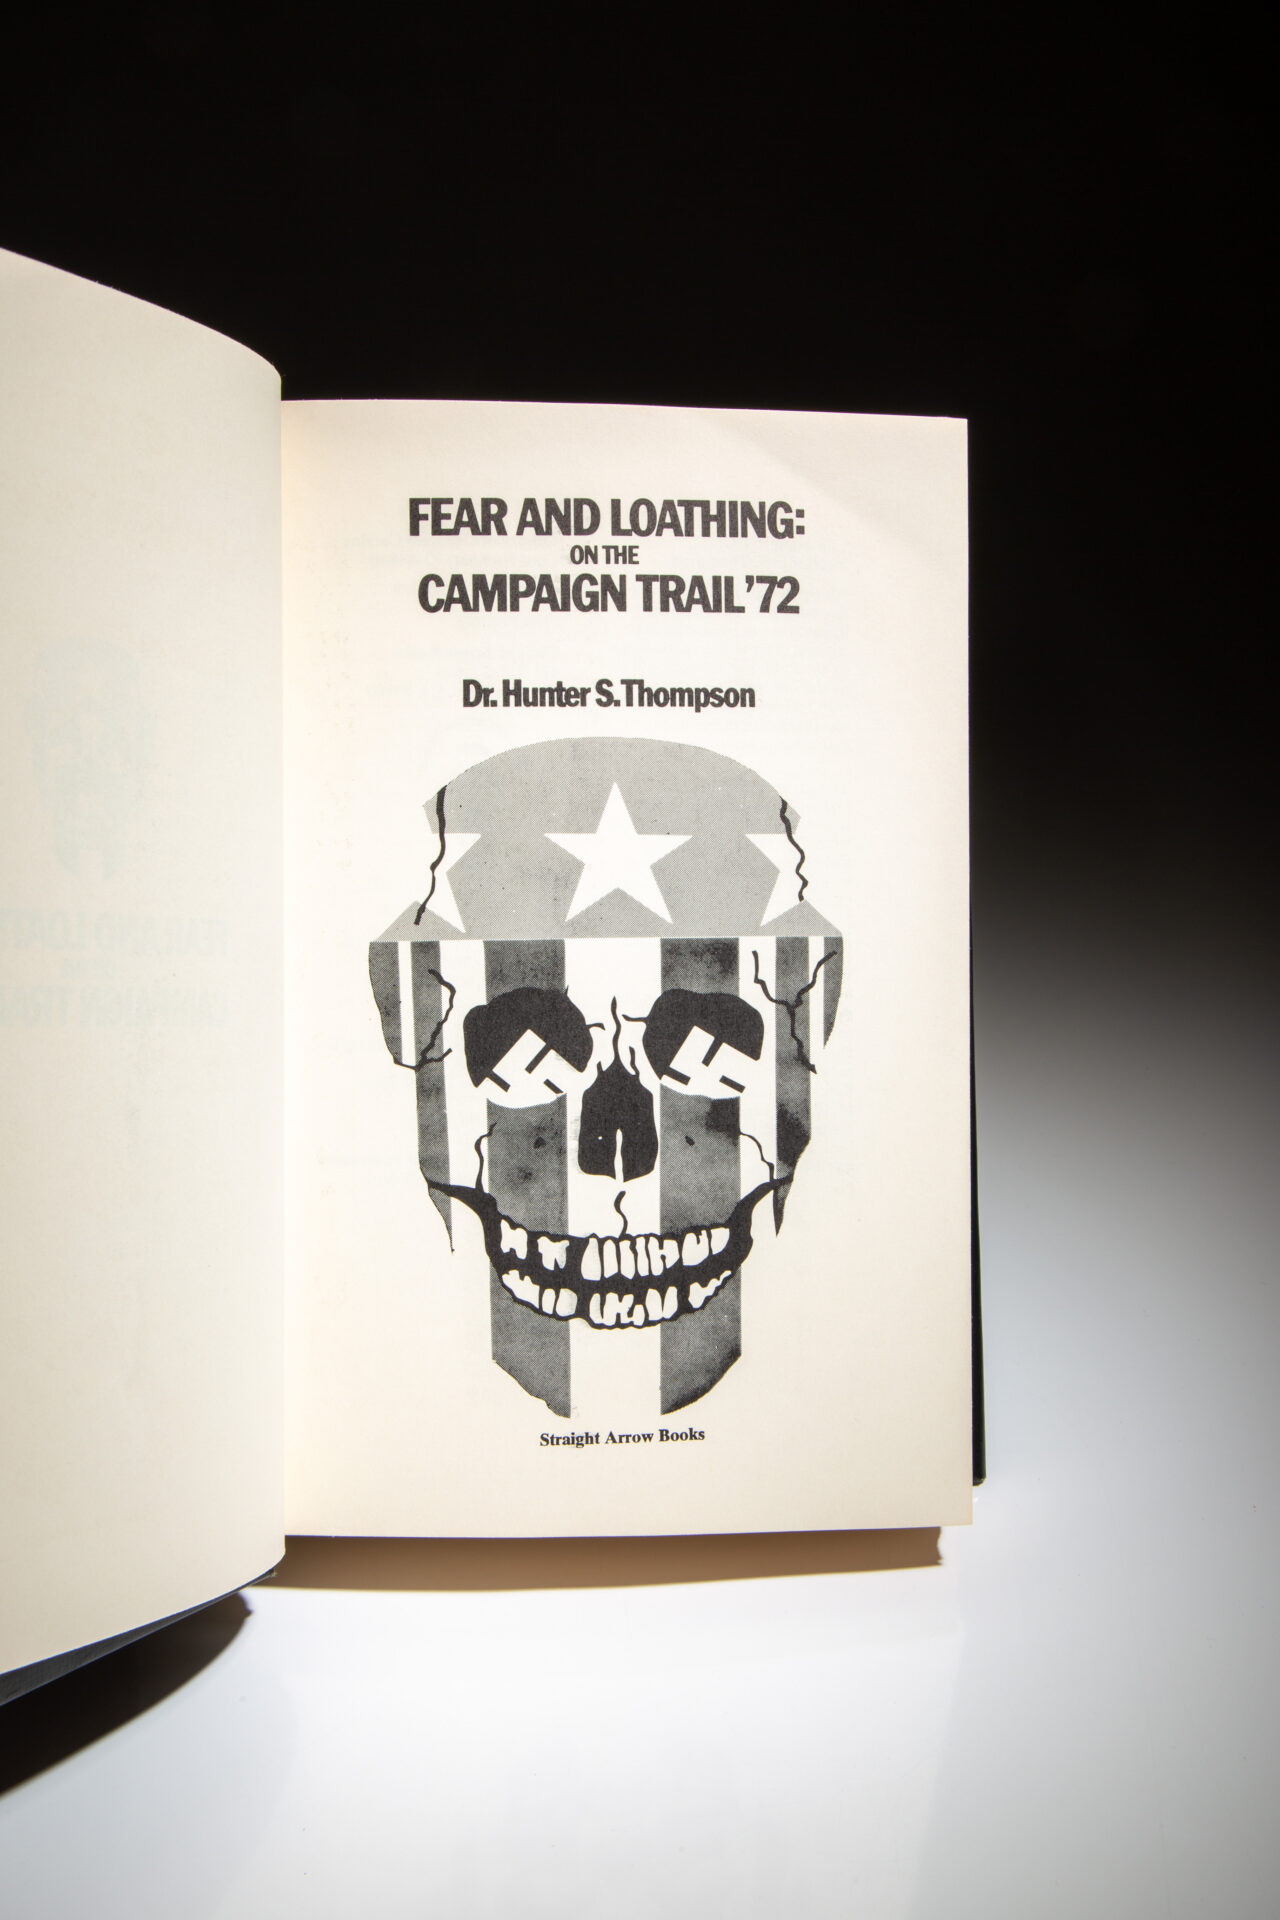 FEAR AND LOATHING:
ON THE
CAMPAIGN TRAIL '72
Dr. Hunter S. Thompson
Straight Arrow Books